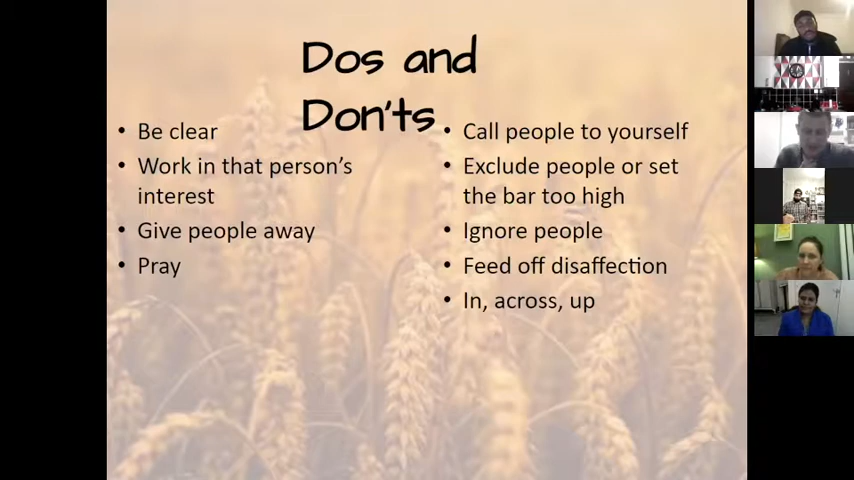 Dos and
Don'ts
• Be clear
• Work in that person's
interest
• Give people away
• Pray
• Call people to yourself
• Exclude people or set
the bar too high
• Ignore people
• Feed off disaffection
• In, across, up